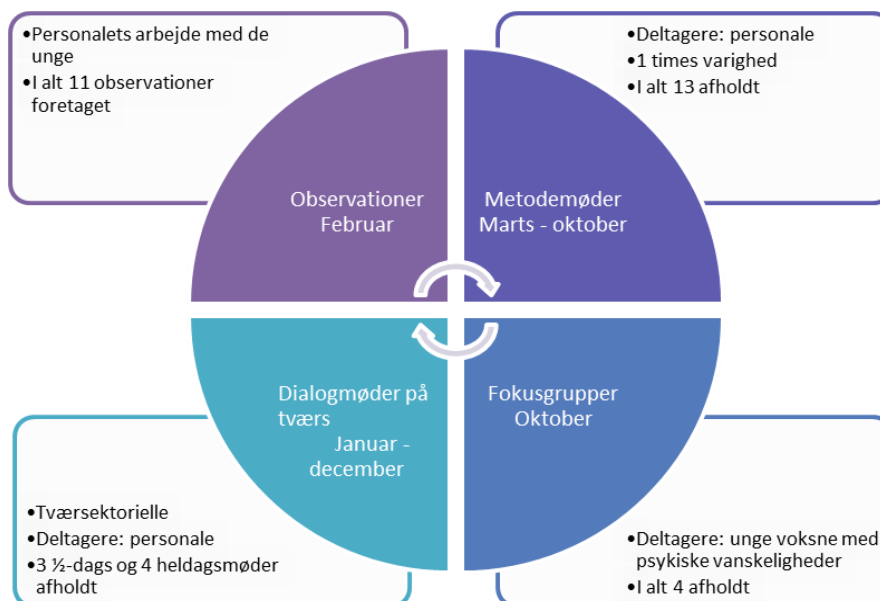 •Personalets arbejde med de
unge
•I alt 11 observationer
foretaget
•Deltagere: personale
•1 times varighed
•I alt 13 afholdt
Observationer
Februar
Metodemøder
Marts - oktober
Dialogmøder på
tværs
Januar -
december
Fokusgrupper
Oktober
•Tværsektorielle
•Deltagere: personale
•3 ½-dags og 4 heldagsmøder
afholdt
•Deltagere: unge voksne med
psykiske vanskeligheder
•I alt 4 afholdt